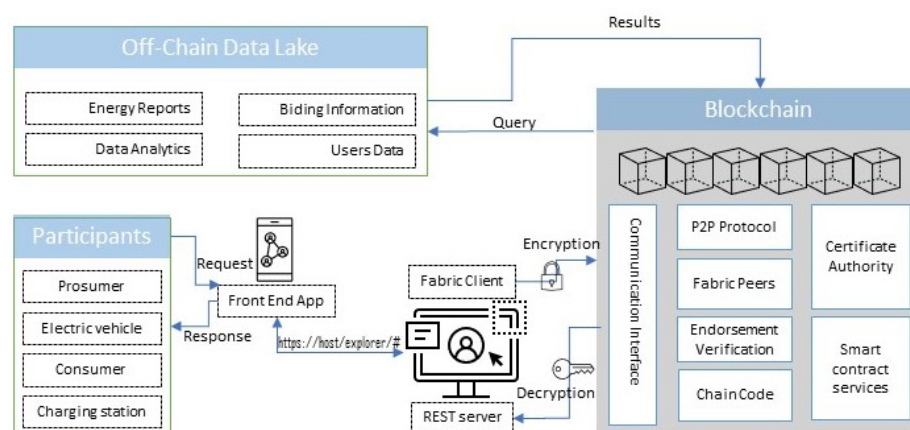 Results
Off-Chain Data Lake
Energy Reports
Biding Information
Data Analytics
Users Data
Query
Blockchain
Communication Interface
P2P Protocol
Fabric Peers
Endorsement
Verification
Chain Code
Certificate
Authority
Smart
contract
services
Participants
Prosumer
Electric vehicle
Consumer
Charging station
Request
Front End App
Response
https://host/explorer/#
Fabric Client
Encryption
Decryption
REST server